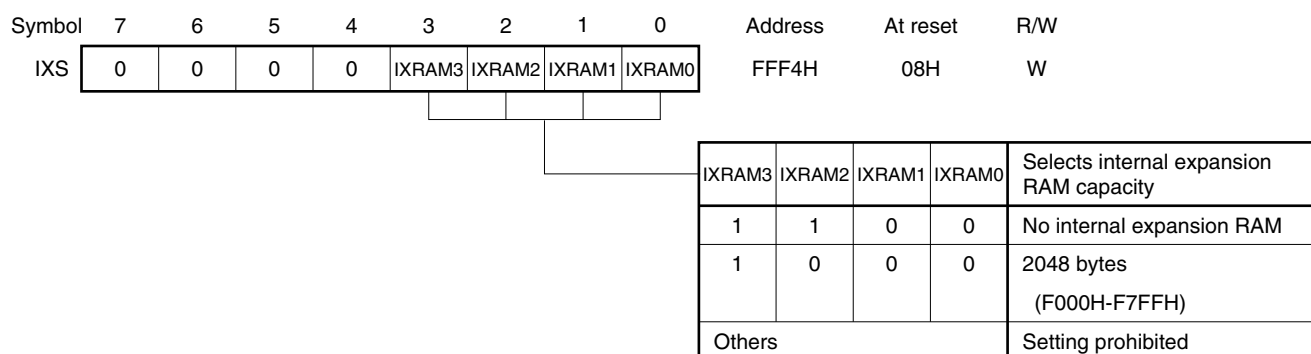 Symbol 7 6 5 4 3 2 1 0 Address At reset R/W
IXS 0 0 0 0 IXRAM3 IXRAM2 IXRAM1 IXRAM0 FFF4H 08H W
IXRAM3 IXRAM2 IXRAM1 IXRAM0 Selects internal expansion
RAM capacity
1 1 0 0 No internal expansion RAM
1 0 0 0 2048 bytes
(F000H-F7FFH)
Others Setting prohibited